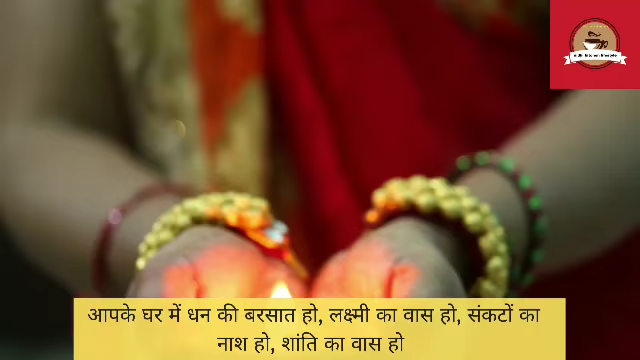 आपके घर में धन की बरसात हो, लक्ष्मी का वास हो, संकटों का
नाश हो, शांति का वास हो